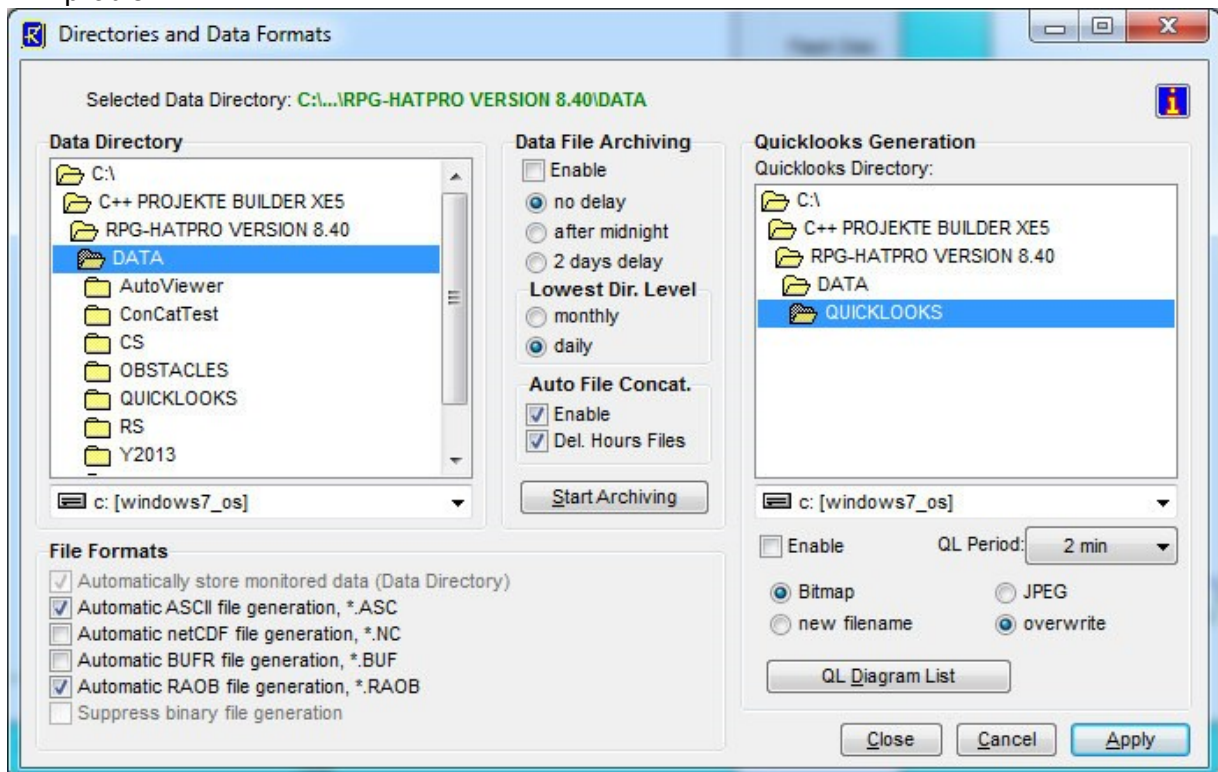 Directories and Data Formats
Selected Data Directory: C:\...\RPG-HATPRO VERSION 8.40\DATA
i
Data Directory
C:\
C++ PROJEKTE BUILDER XE5
RPG-HATPRO VERSION 8.40
DATA
AutoViewer
ConCatTest
CS
OBSTACLES
QUICKLOOKS
RS
Y2013
c: [windows7_os]
Data File Archiving
Enable
no delay
after midnight
2 days delay
Lowest Dir. Level
monthly
daily
Auto File Concat.
Enable
Del. Hours Files
Start Archiving
Quicklooks Generation
Quicklooks Directory:
C:\
C++ PROJEKTE BUILDER XE5
RPG-HATPRO VERSION 8.40
DATA
QUICKLOOKS
c: [windows7_os]
Enable QL Period: 2 min
Bitmap JPEG
new filename overwrite
QL Diagram List
File Formats
Automatically store monitored data (Data Directory)
Automatic ASCII file generation, *.ASC
Automatic netCDF file generation, *.NC
Automatic BUFR file generation, *.BUF
Automatic RAOB file generation, *.RAOB
Suppress binary file generation
Close Cancel Apply